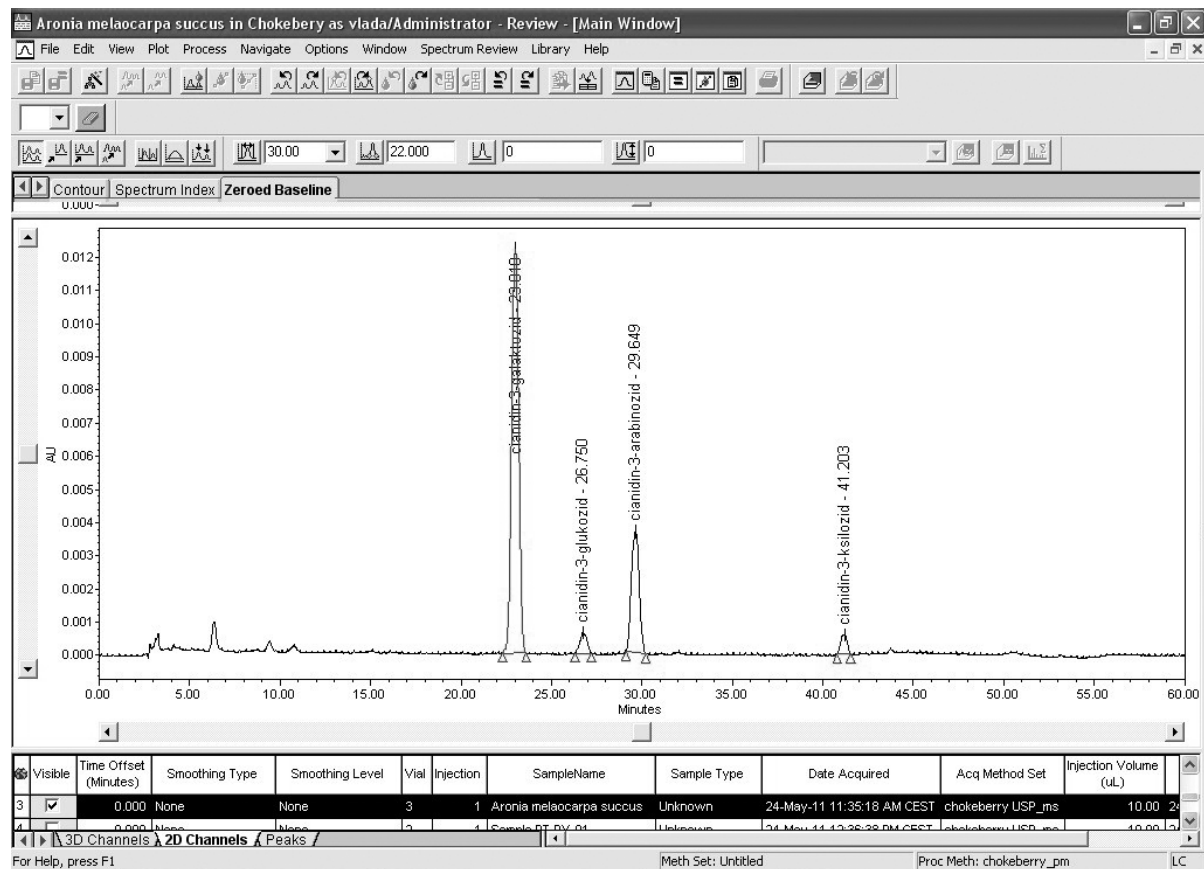 Aronia melaocarpa succus in Chokebery as vlada/Administrator - Review - [Main Window]
File Edit View Plot Process Navigate Options Window Spectrum Review Library Help
30.00 22.000 0 0
Contour Spectrum Index Zeroed Baseline
0.000
0.012
0.011
0.010
0.009
0.008
0.007
0.006
0.005
0.004
0.003
0.002
0.001
0.000
AU
cianidin-3-galaktozid - 23.010
cianidin-3-glukozid - 26.750
cianidin-3-arabinozid - 29.649
cianidin-3-ksilozid - 41.203
0.00 5.00 10.00 15.00 20.00 25.00 30.00 35.00 40.00 45.00 50.00 55.00 60.00
Minutes
Visible Time Offset (Minutes) Smoothing Type Smoothing Level Vial Injection SampleName Sample Type Date Acquired Acq Method Set Injection Volume (uL)
3 0.000 None None 3 1 Aronia melaocarpa succus Unknown 24-May-11 11:35:18 AM CEST chokeberry USP_ms 10.00
3D Channels 2D Channels Peaks
For Help, press F1 Meth Set: Untitled Proc Meth: chokeberry_pm LC